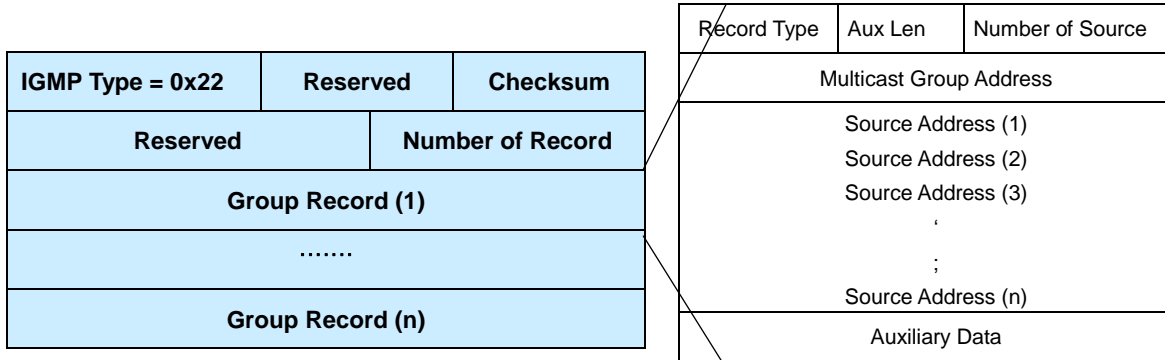 IGMP Type = 0x22 Reserved Checksum
Reserved Number of Record
Group Record (1)
.......
Group Record (n)
Record Type Aux Len Number of Source
Multicast Group Address
Source Address (1)
Source Address (2)
Source Address (3)
‘
;
Source Address (n)
Auxiliary Data